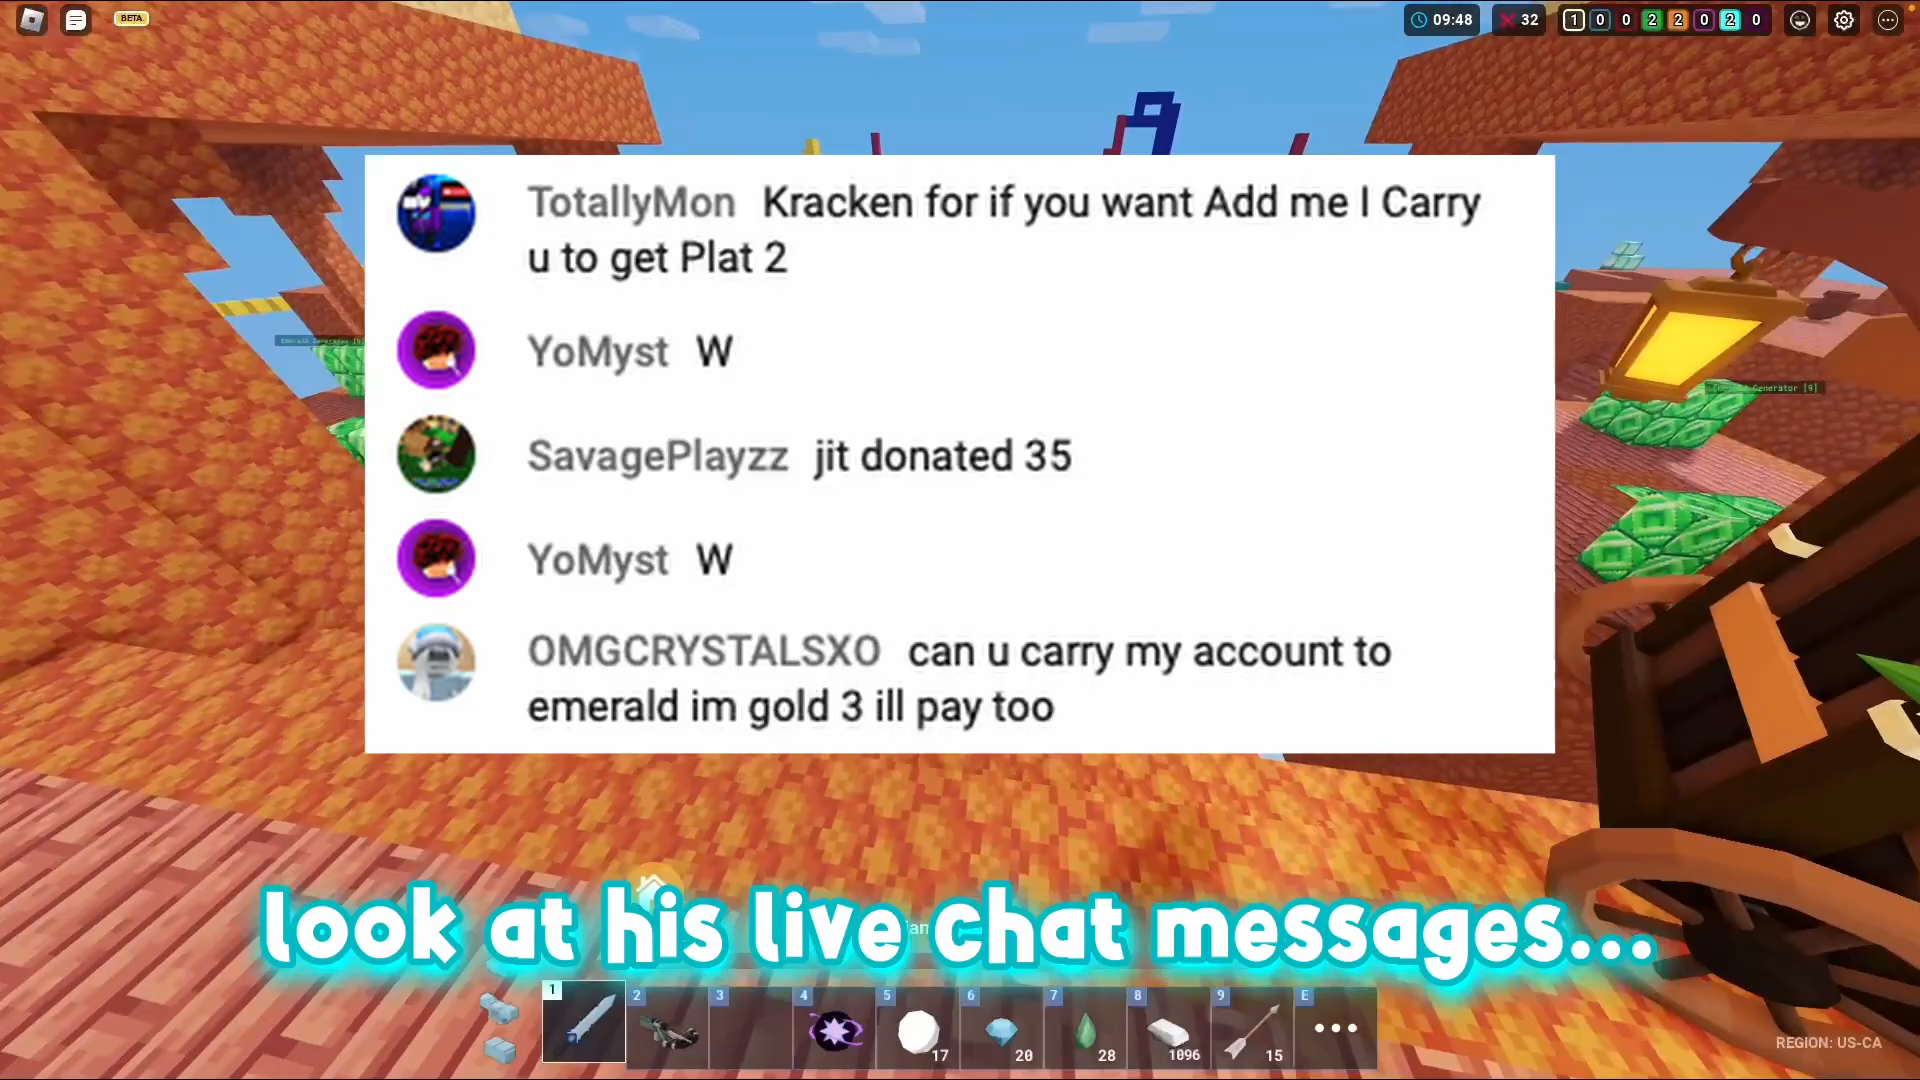 BETA
09:48
32
1 0 0 2 2 0 2 0
TotallyMon Kracken for if you want Add me I Carry
u to get Plat 2
YoMyst W
SavagePlayzz jit donated 35
YoMyst W
OMGCRYSTALSXO can u carry my account to
emerald im gold 3 ill pay too
Generator [9]
look at his live chat messages...
1 2 3 4 5 6 7 8 9 E
17 20 28 1096 15
REGION: US-CA